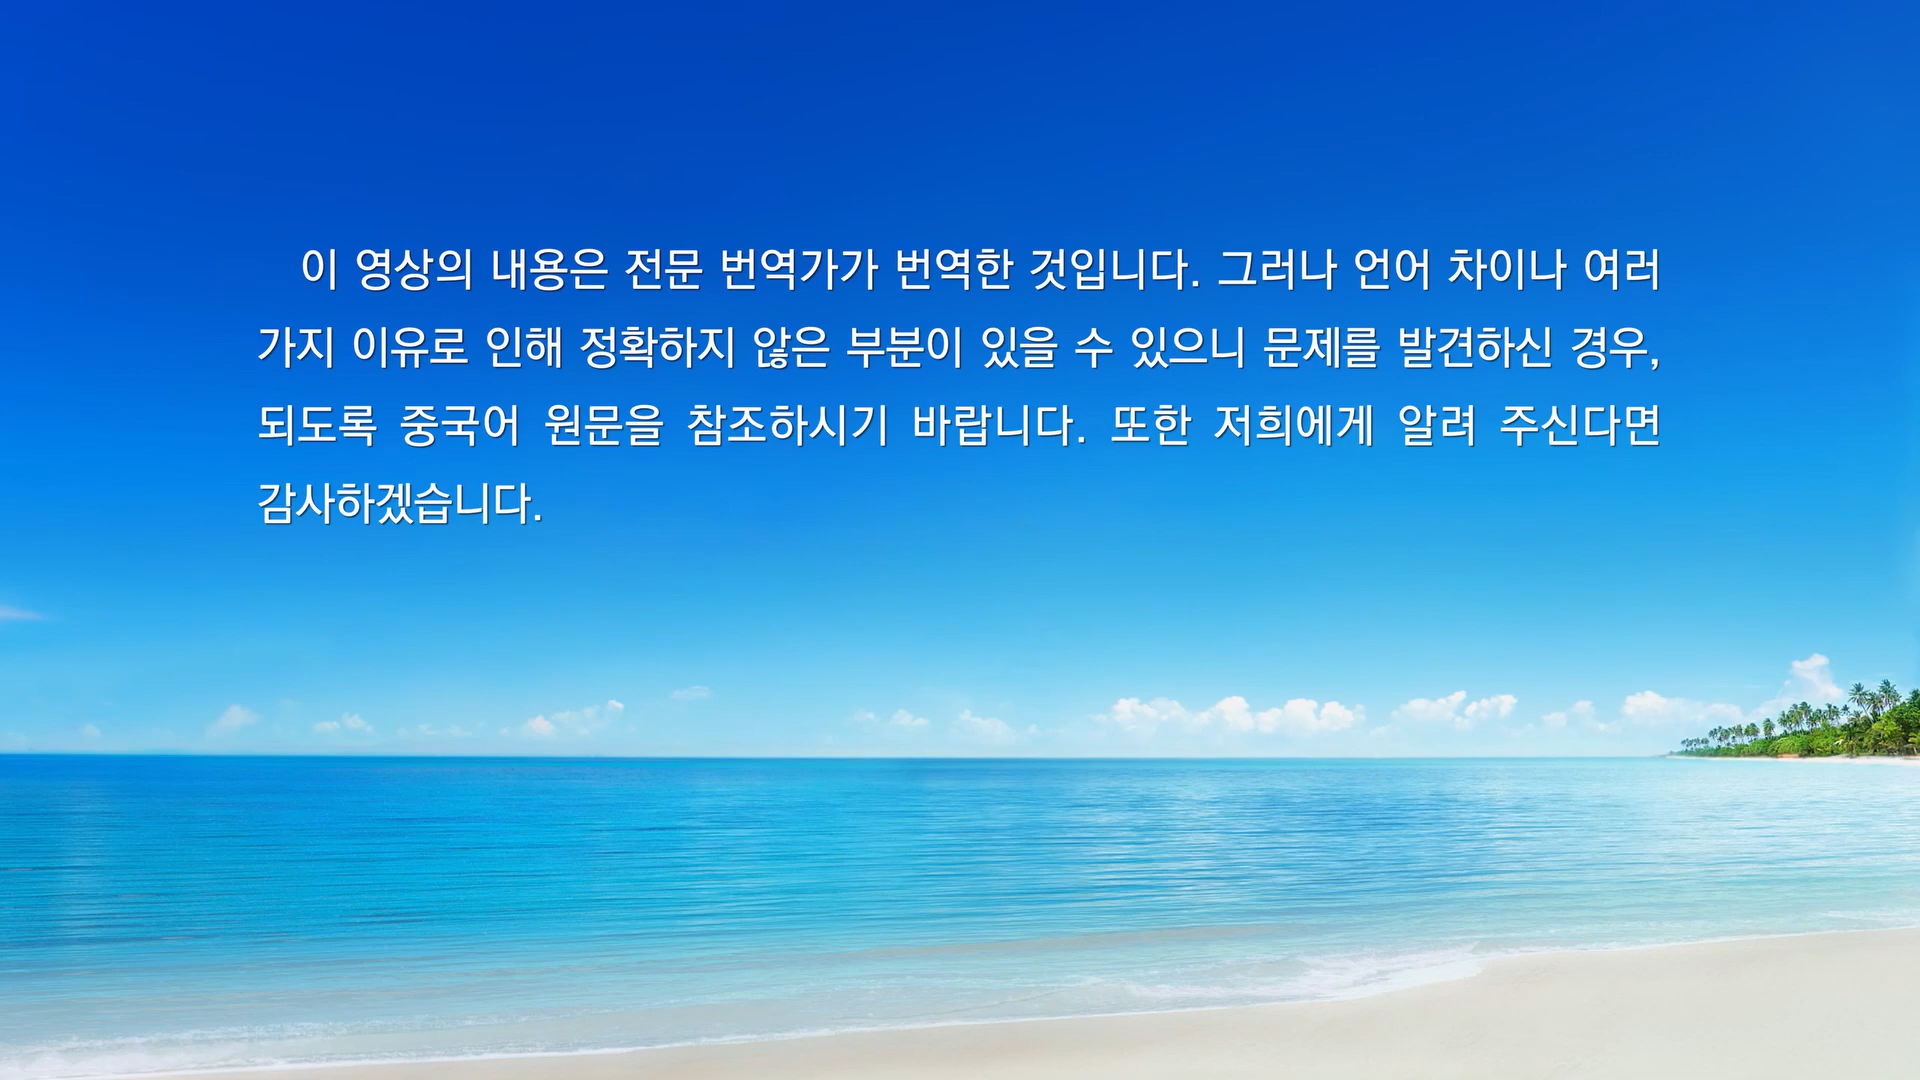 이 영상의 내용은 전문 번역가가 번역한 것입니다. 그러나 언어 차이나 여러
가지 이유로 인해 정확하지 않은 부분이 있을 수 있으니 문제를 발견하신 경우,
되도록 중국어 원문을 참조하시기 바랍니다. 또한 저희에게 알려 주신다면
감사하겠습니다.